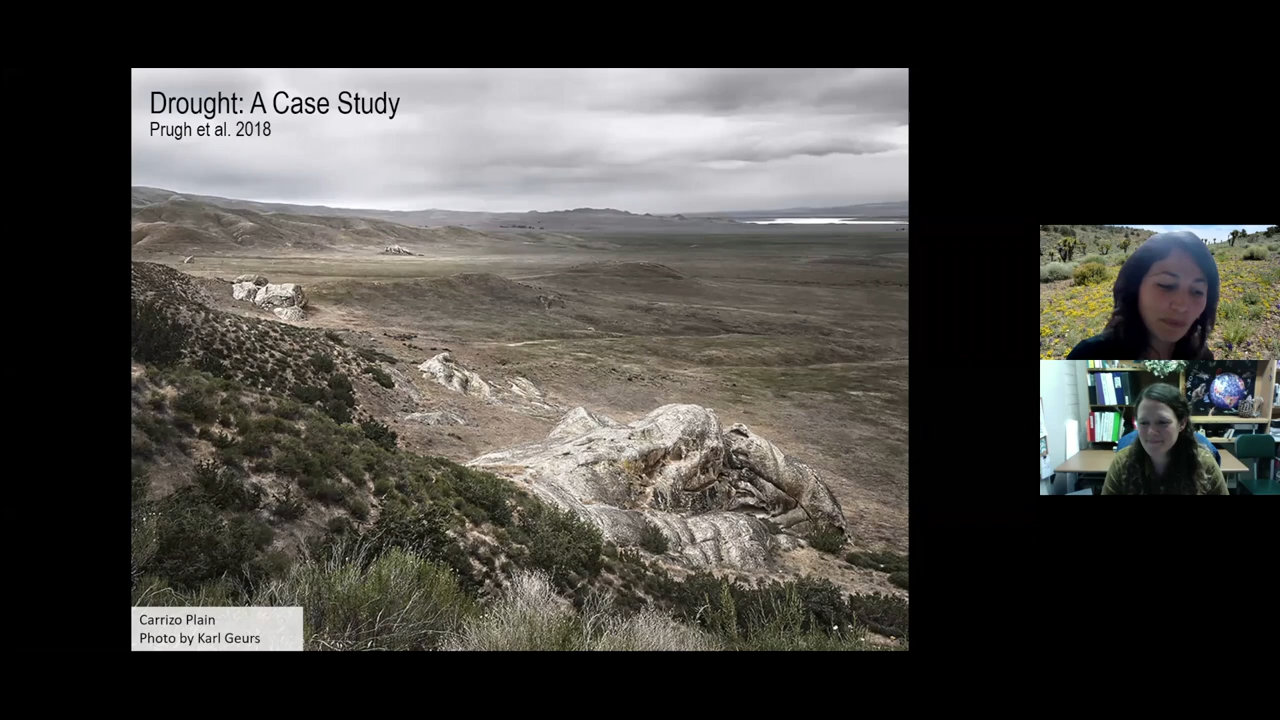 Drought: A Case Study
Prugh et al. 2018
Carrizo Plain
Photo by Karl Geurs